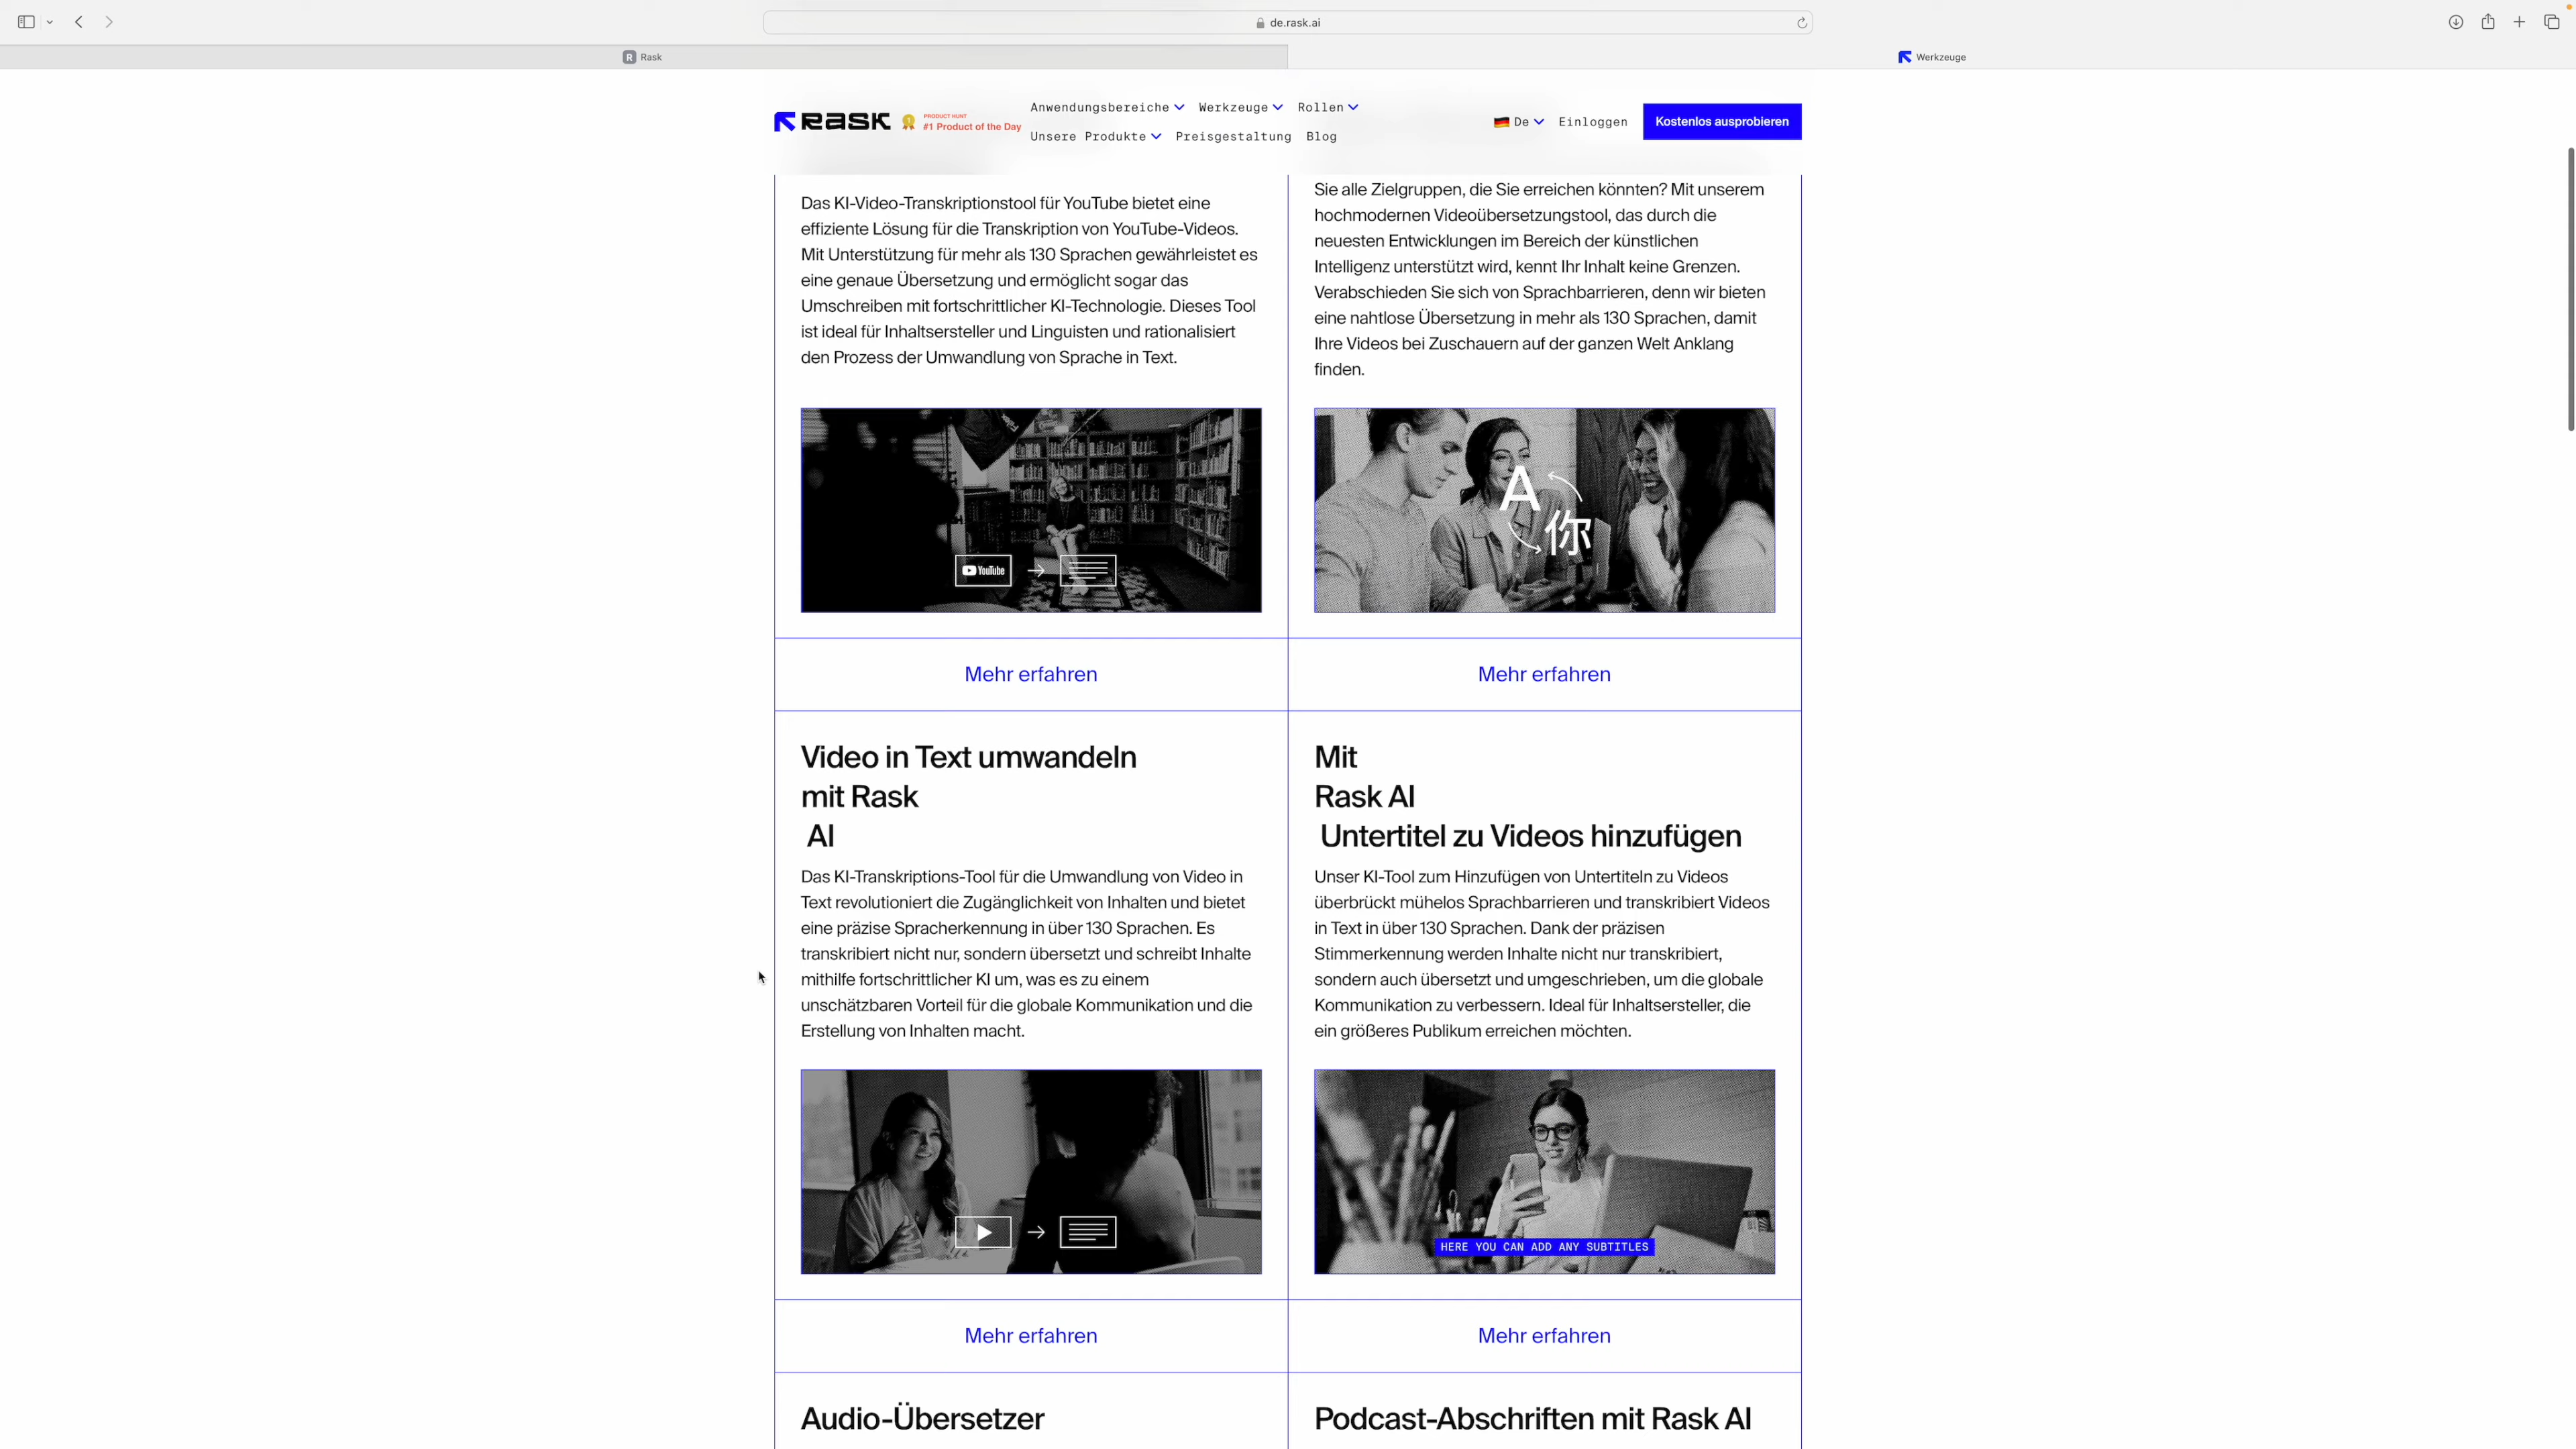 de.rask.ai
R Rask
Werkzeuge
Rask
PRODUCT HUNT
#1 Product of the Day
Anwendungsbereiche Werkzeuge Rollen
Unsere Produkte Preisgestaltung Blog
De Einloggen Kostenlos ausprobieren
Das KI-Video-Transkriptionstool für YouTube bietet eine
effiziente Lösung für die Transkription von YouTube-Videos.
Mit Unterstützung für mehr als 130 Sprachen gewährleistet es
eine genaue Übersetzung und ermöglicht sogar das
Umschreiben mit fortschrittlicher KI-Technologie. Dieses Tool
ist ideal für Inhaltsersteller und Linguisten und rationalisiert
den Prozess der Umwandlung von Sprache in Text.
YouTube
Mehr erfahren
Sie alle Zielgruppen, die Sie erreichen könnten? Mit unserem
hochmodernen Videoübersetzungstool, das durch die
neuesten Entwicklungen im Bereich der künstlichen
Intelligenz unterstützt wird, kennt Ihr Inhalt keine Grenzen.
Verabschieden Sie sich von Sprachbarrieren, denn wir bieten
eine nahtlose Übersetzung in mehr als 130 Sprachen, damit
Ihre Videos bei Zuschauern auf der ganzen Welt Anklang
finden.
A
你
Mehr erfahren
Video in Text umwandeln
mit Rask
AI
Das KI-Transkriptions-Tool für die Umwandlung von Video in
Text revolutioniert die Zugänglichkeit von Inhalten und bietet
eine präzise Spracherkennung in über 130 Sprachen. Es
transkribiert nicht nur, sondern übersetzt und schreibt Inhalte
mithilfe fortschrittlicher KI um, was es zu einem
unschätzbaren Vorteil für die globale Kommunikation und die
Erstellung von Inhalten macht.
Mehr erfahren
Mit
Rask AI
Untertitel zu Videos hinzufügen
Unser KI-Tool zum Hinzufügen von Untertiteln zu Videos
überbrückt mühelos Sprachbarrieren und transkribiert Videos
in Text in über 130 Sprachen. Dank der präzisen
Stimmerkennung werden Inhalte nicht nur transkribiert,
sondern auch übersetzt und umgeschrieben, um die globale
Kommunikation zu verbessern. Ideal für Inhaltsersteller, die
ein größeres Publikum erreichen möchten.
HERE YOU CAN ADD ANY SUBTITLES
Mehr erfahren
Audio-Übersetzer
Podcast-Abschriften mit Rask AI